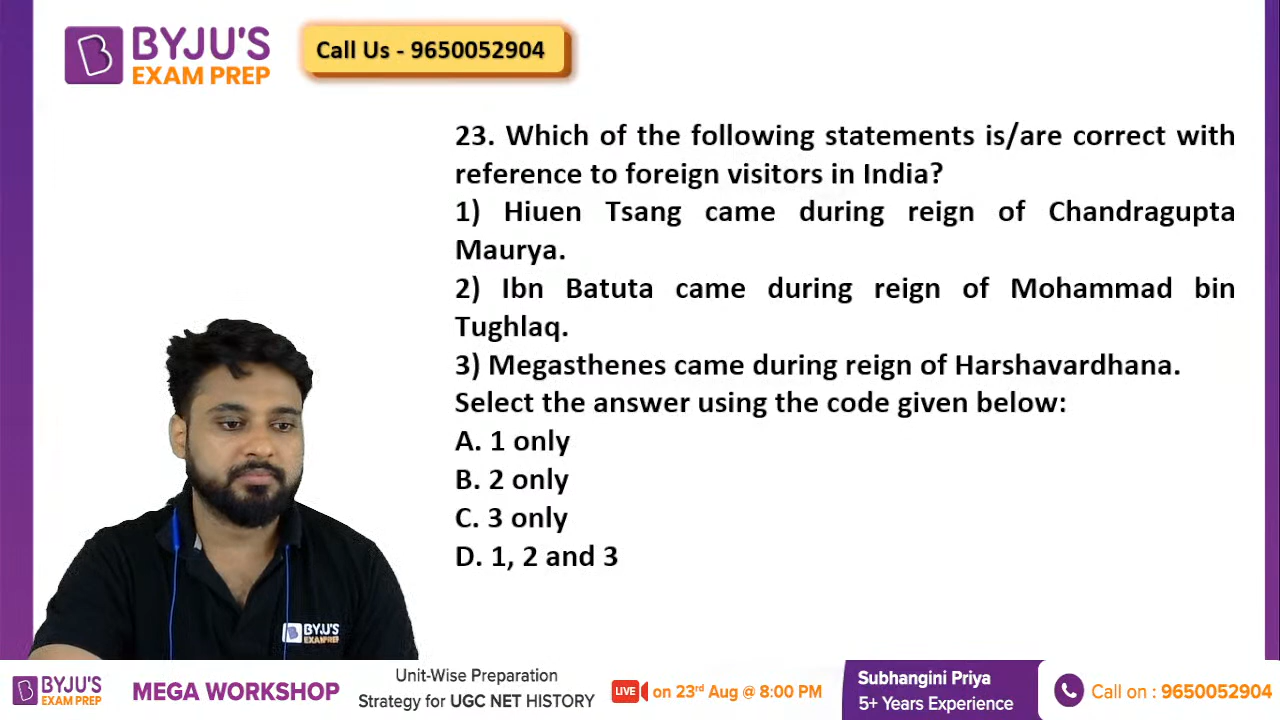 BYJU'S
EXAM PREP
Call Us - 9650052904
23. Which of the following statements is/are correct with
reference to foreign visitors in India?
1) Hiuen Tsang came during reign of Chandragupta
Maurya.
2) Ibn Batuta came during reign of Mohammad bin
Tughlaq.
3) Megasthenes came during reign of Harshavardhana.
Select the answer using the code given below:
A. 1 only
B. 2 only
C. 3 only
D. 1, 2 and 3
BYJU'S
EXAM PREP
BYJU'S
EXAM PREP
MEGA WORKSHOP
Unit-Wise Preparation
Strategy for UGC NET HISTORY
LIVE on 23rd Aug @ 8:00 PM
Subhangini Priya
5+ Years Experience
Call on : 9650052904